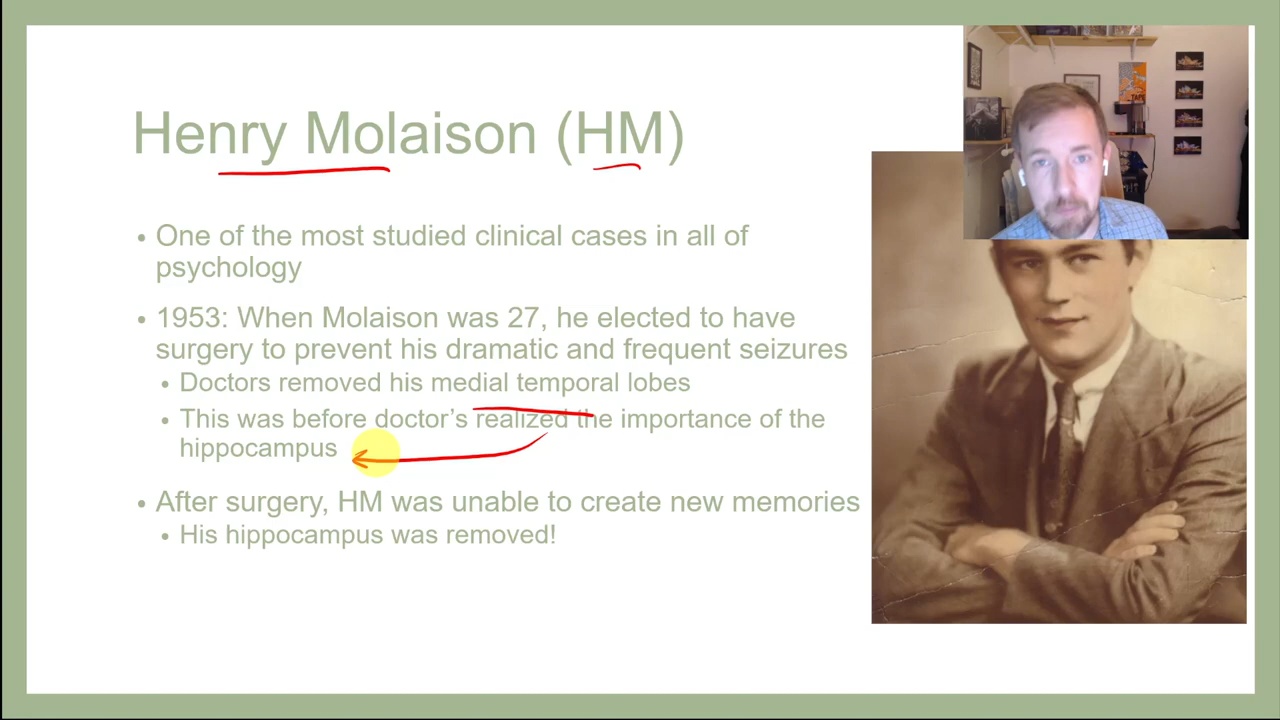 Henry Molaison (HM)
• One of the most studied clinical cases in all of
psychology
• 1953: When Molaison was 27, he elected to have
surgery to prevent his dramatic and frequent seizures
• Doctors removed his medial temporal lobes
• This was before doctor's realized the importance of the
hippocampus
• After surgery, HM was unable to create new memories
• His hippocampus was removed!